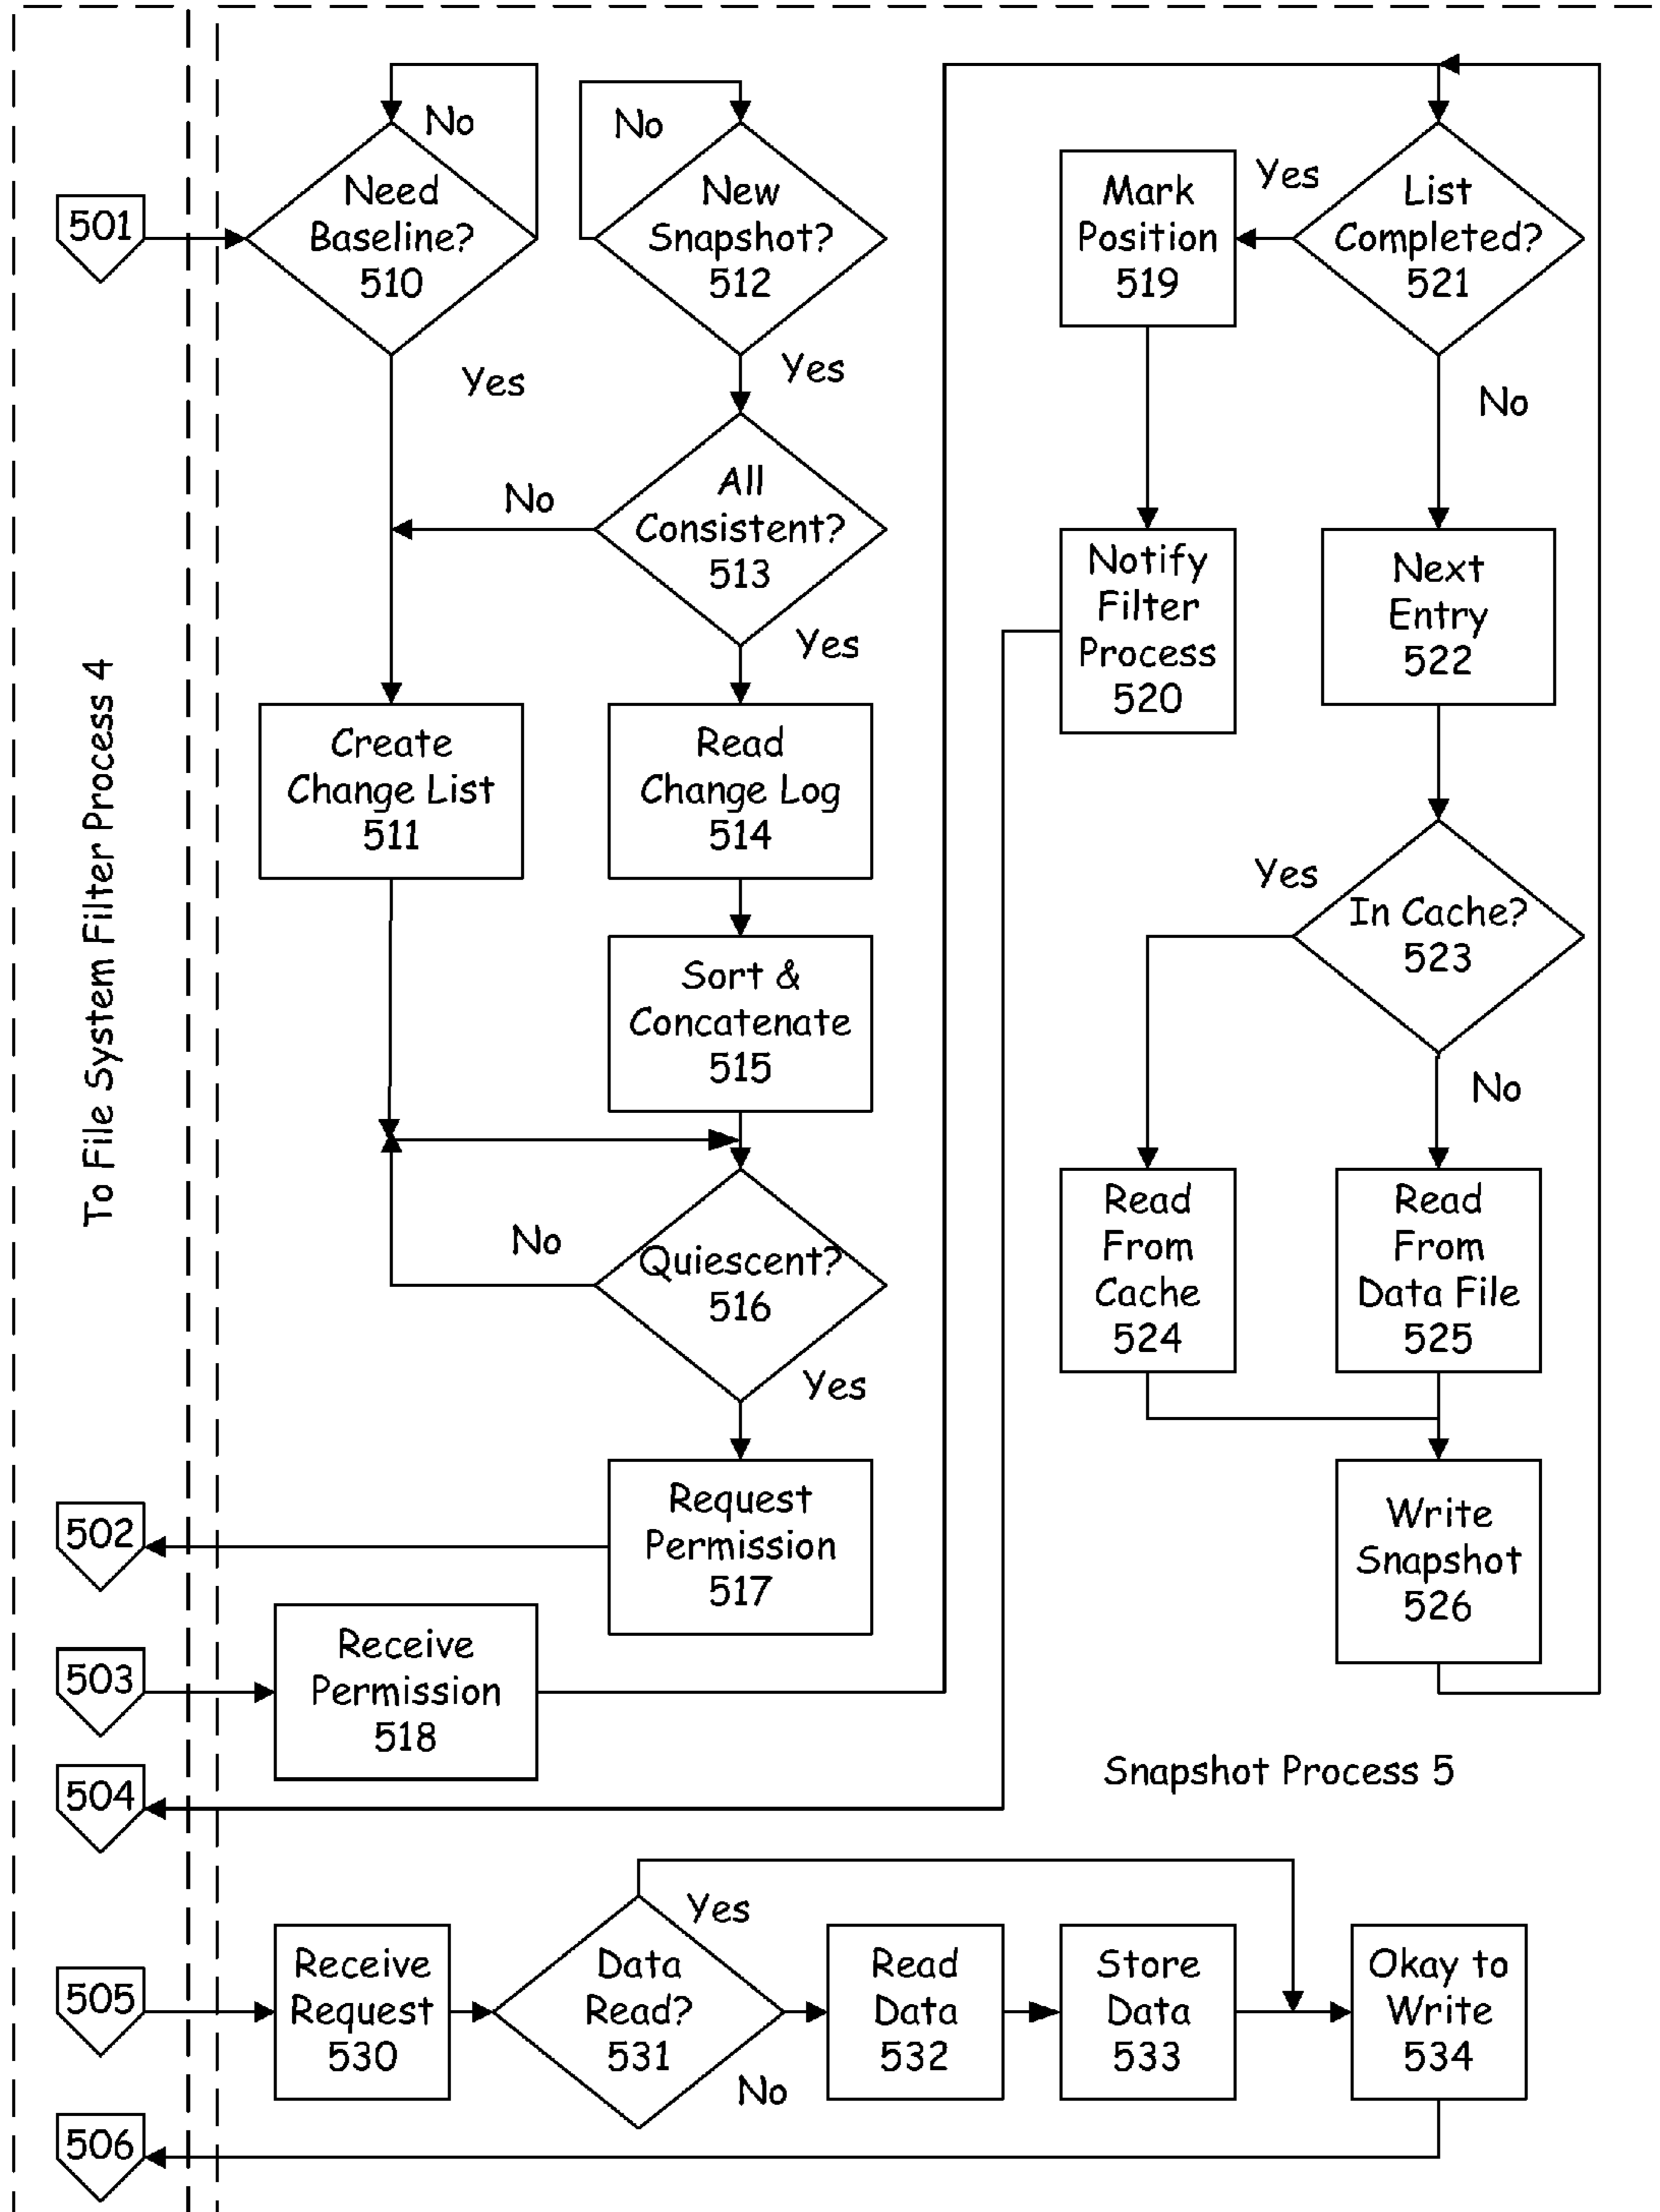 To File System Filter Process 4
501
Need
Baseline?
510
No
Yes
New
Snapshot?
512
No
Yes
All
Consistent?
513
No
Yes
Create
Change List
511
Read
Change Log
514
Sort &
Concatenate
515
Quiescent?
516
No
Yes
Request
Permission
517
502
503
Receive
Permission
518
504
List
Completed?
521
Yes
No
Mark
Position
519
Notify
Filter
Process
520
Next
Entry
522
In Cache?
523
Yes
No
Read
From
Cache
524
Read
From
Data File
525
Write
Snapshot
526
Snapshot Process 5
505
Receive
Request
530
Data
Read?
531
Yes
No
Read
Data
532
Store
Data
533
Okay to
Write
534
506